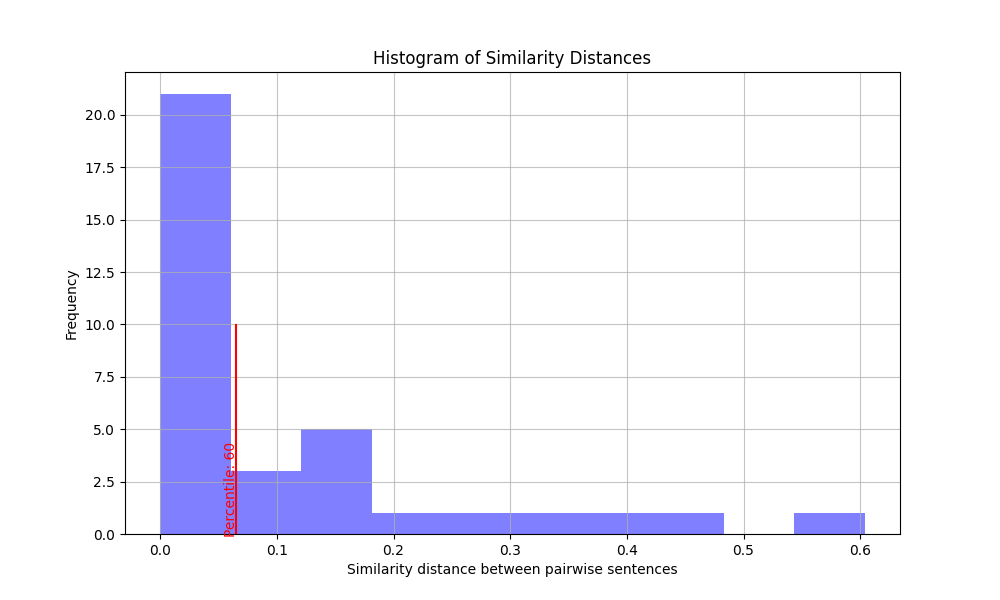 Histogram of Similarity Distances
20.0
17.5
15.0
12.5
10.0
7.5
5.0
2.5
0.0
Frequency
Percentile: 60
0.0 0.1 0.2 0.3 0.4 0.5 0.6
Similarity distance between pairwise sentences